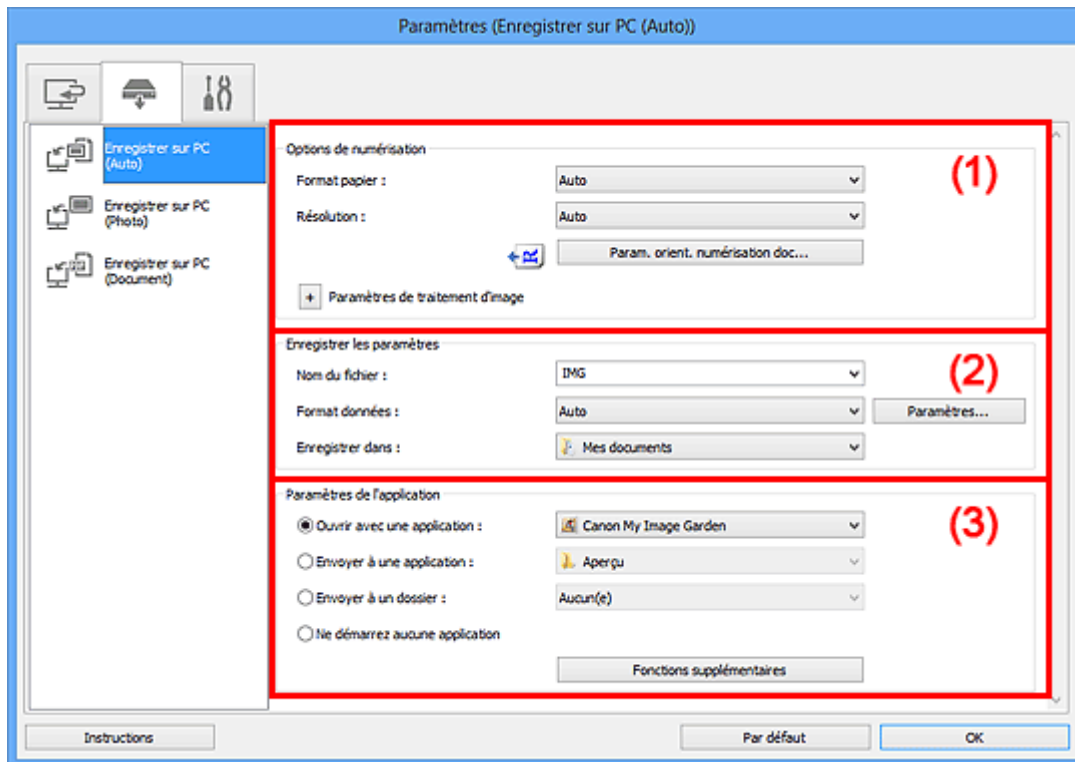 Paramètres (Enregistrer sur PC (Auto))
Enregistrer sur PC
(Auto)
Enregistrer sur PC
(Photo)
Enregistrer sur PC
(Document)
Options de numérisation
(1)
Format papier :
Auto
Résolution :
Auto
Param. orient. numérisation doc...
+ Paramètres de traitement d'image
Enregistrer les paramètres
(2)
Nom du fichier :
IMG
Format données :
Auto
Paramètres...
Enregistrer dans :
Mes documents
Paramètres de l'application
(3)
Ouvrir avec une application :
Canon My Image Garden
Envoyer à une application :
Aperçu
Envoyer à un dossier :
Aucun(e)
Ne démarrez aucune application
Fonctions supplémentaires
Instructions
Par défaut
OK